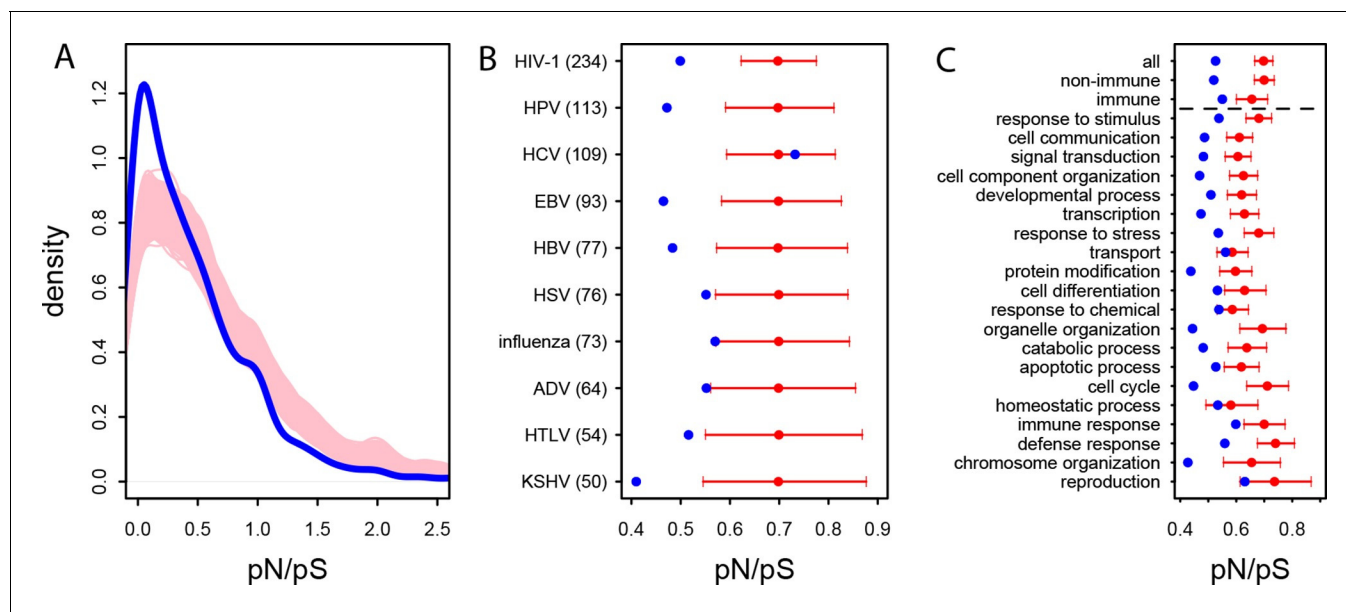 A
density
1.2
1.0
0.8
0.6
0.4
0.2
0.0
0.0 0.5 1.0 1.5 2.0 2.5
pN/pS
B
HIV-1 (234)
HPV (113)
HCV (109)
EBV (93)
HBV (77)
HSV (76)
influenza (73)
ADV (64)
HTLV (54)
KSHV (50)
0.4 0.5 0.6 0.7 0.8 0.9
pN/pS
C
all
non-immune
immune
response to stimulus
cell communication
signal transduction
cell component organization
developmental process
transcription
response to stress
transport
protein modification
cell differentiation
response to chemical
organelle organization
catabolic process
apoptotic process
cell cycle
homeostatic process
immune response
defense response
chromosome organization
reproduction
0.4 0.6 0.8
pN/pS